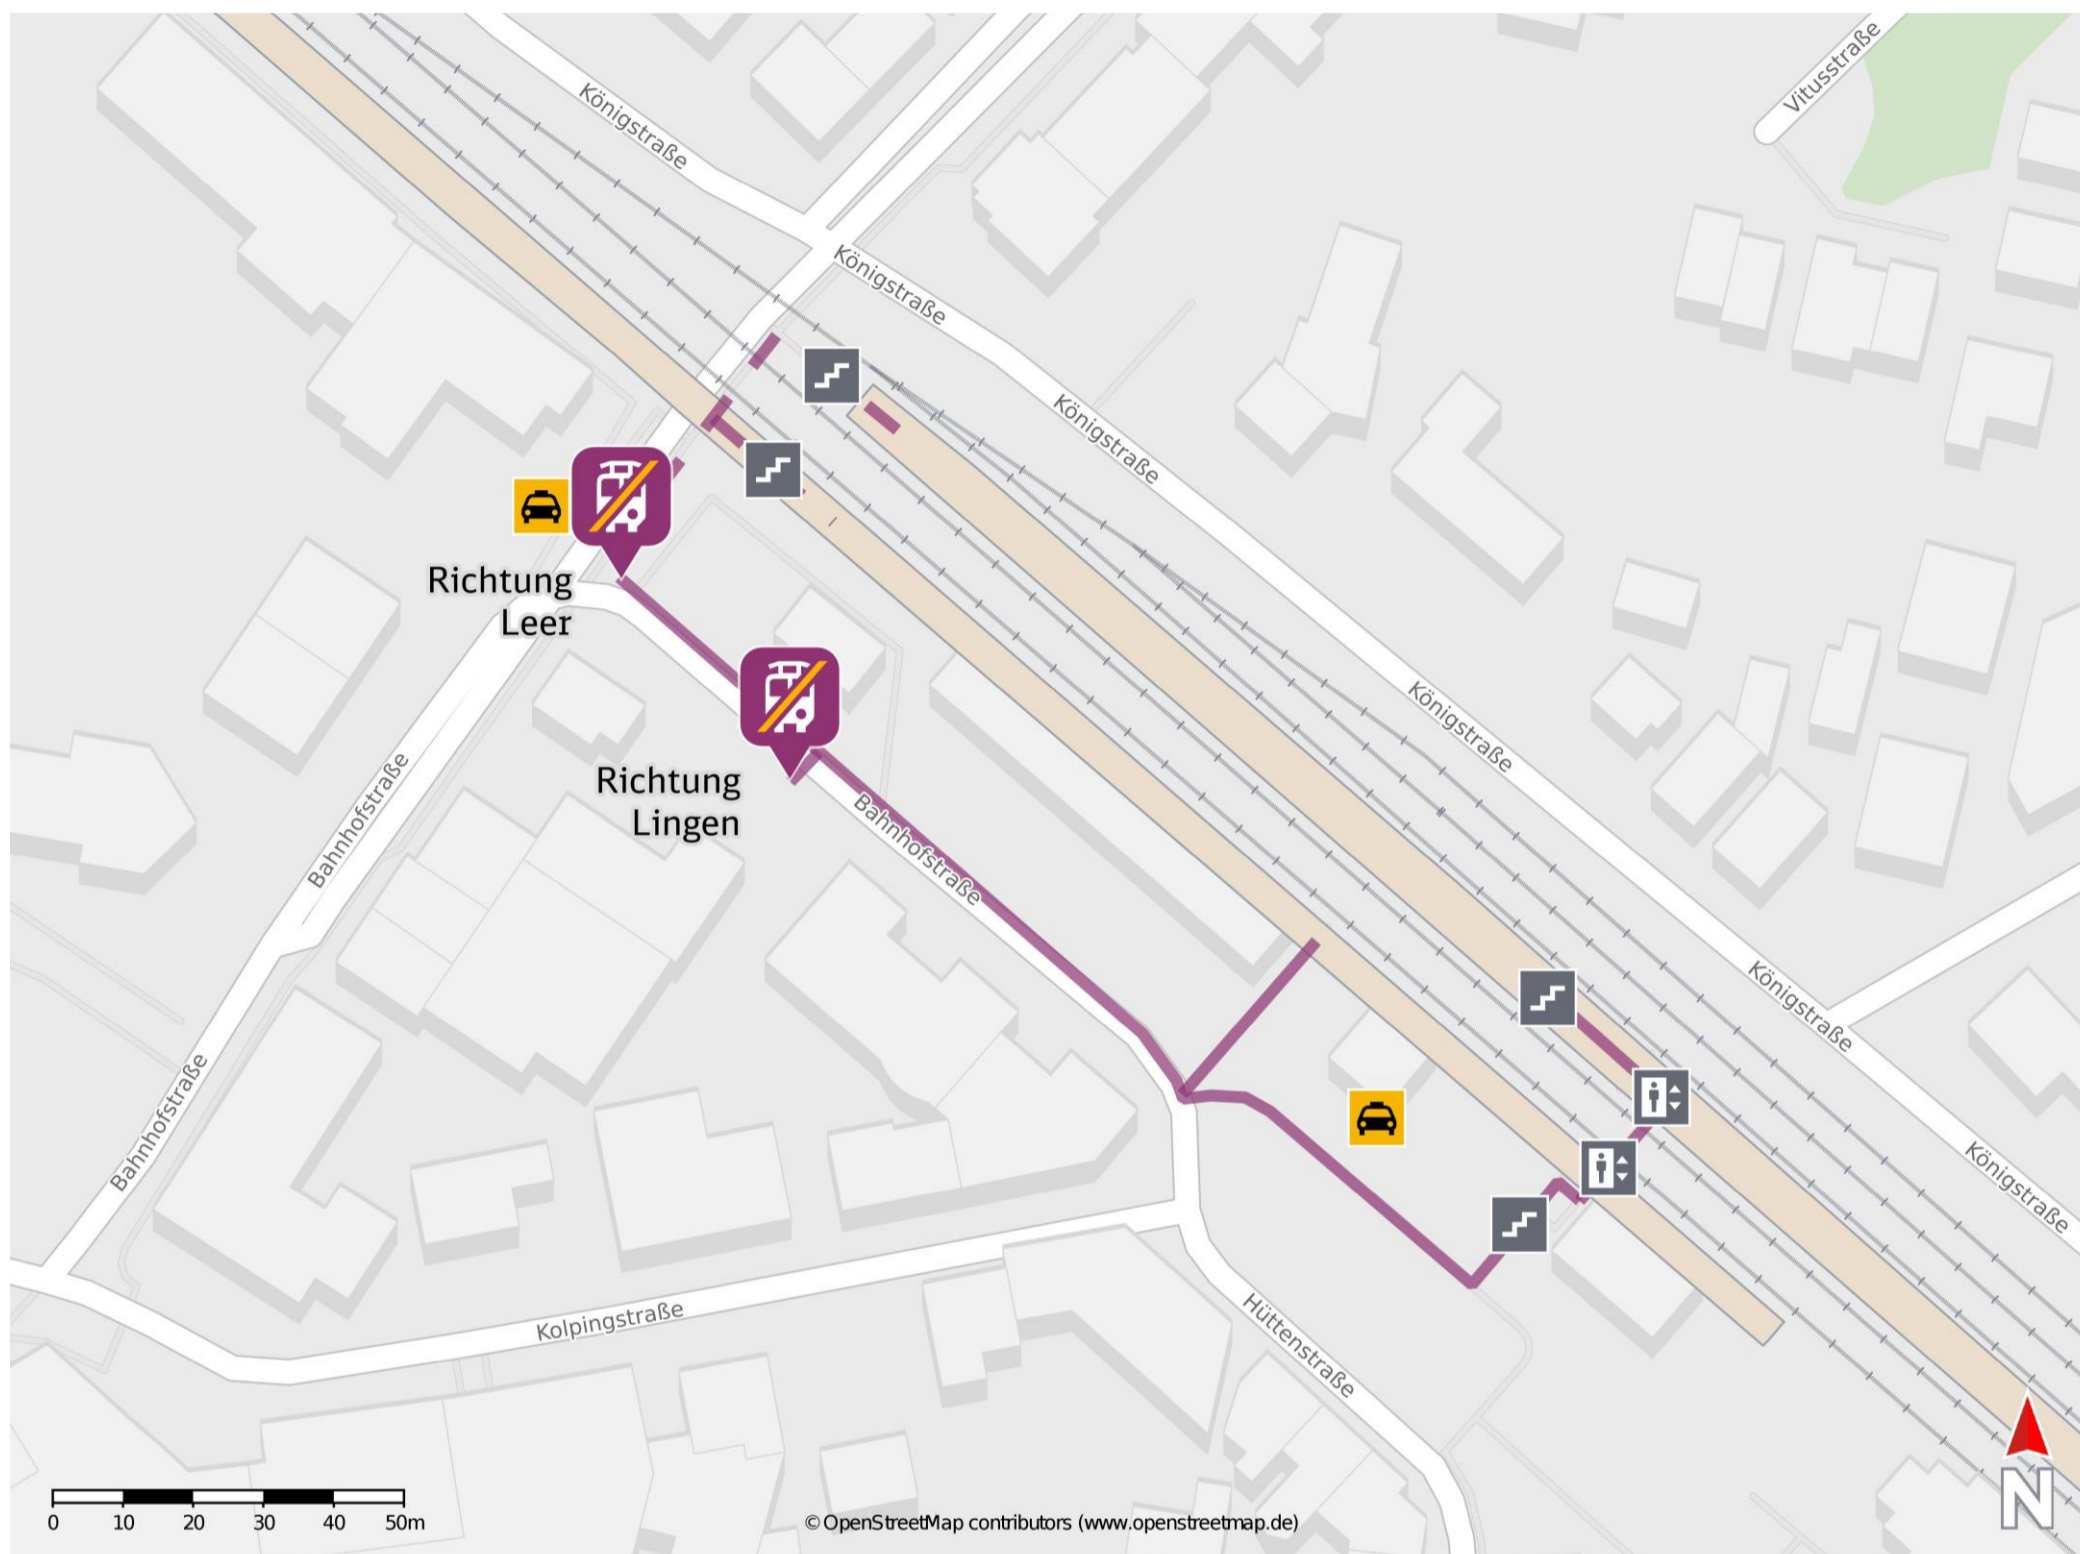 Vitusstraße
Königstraße
Königstraße
Königstraße
Richtung
Leer
Königstraße
Richtung
Lingen
Bahnhofstraße
Bahnhofstraße
Königstraße
Bahnhofstraße
Königstraße
Kolpingstraße
Hüttenstraße
N
0 10 20 30 40 50m
© OpenStreetMap contributors (www.openstreetmap.de)